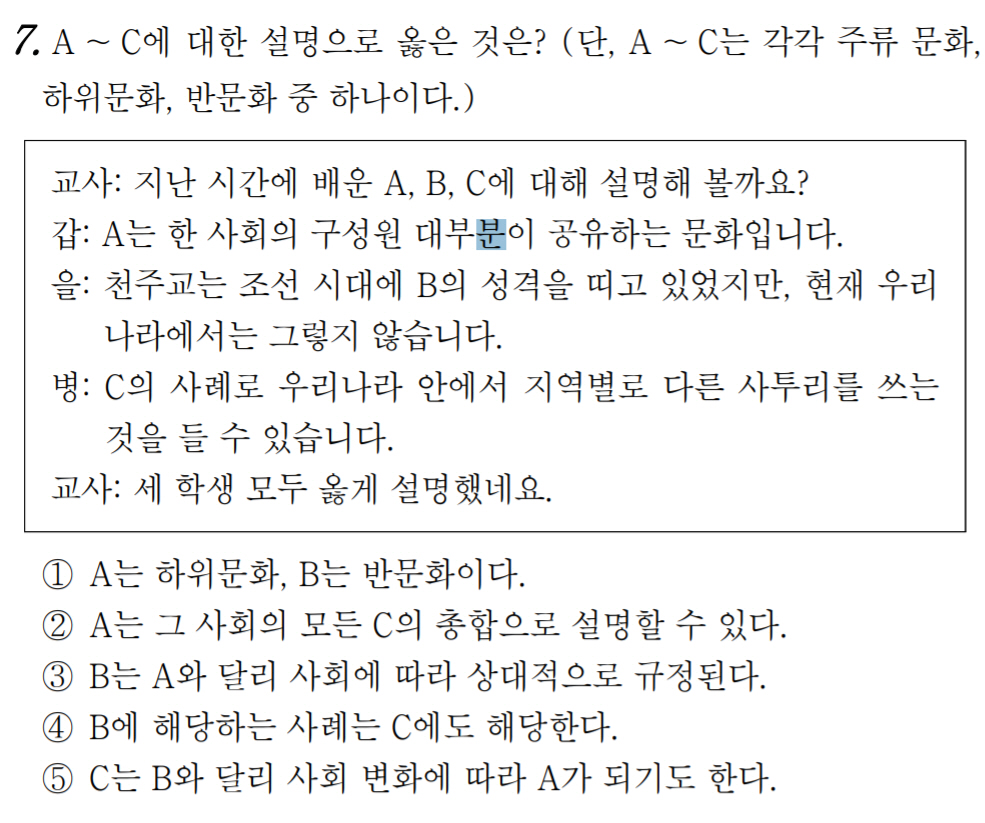 7. A ~ C에 대한 설명으로 옳은 것은? (단, A ~ C는 각각 주류 문화,
하위문화, 반문화 중 하나이다.)
교사: 지난 시간에 배운 A, B, C에 대해 설명해 볼까요?
갑: A는 한 사회의 구성원 대부분이 공유하는 문화입니다.
을: 천주교는 조선 시대에 B의 성격을 띠고 있었지만, 현재 우리
나라에서는 그렇지 않습니다.
병: C의 사례로 우리나라 안에서 지역별로 다른 사투리를 쓰는
것을 들 수 있습니다.
교사: 세 학생 모두 옳게 설명했네요.
① A는 하위문화, B는 반문화이다.
② A는 그 사회의 모든 C의 총합으로 설명할 수 있다.
③ B는 A와 달리 사회에 따라 상대적으로 규정된다.
④ B에 해당하는 사례는 C에도 해당한다.
⑤ C는 B와 달리 사회 변화에 따라 A가 되기도 한다.